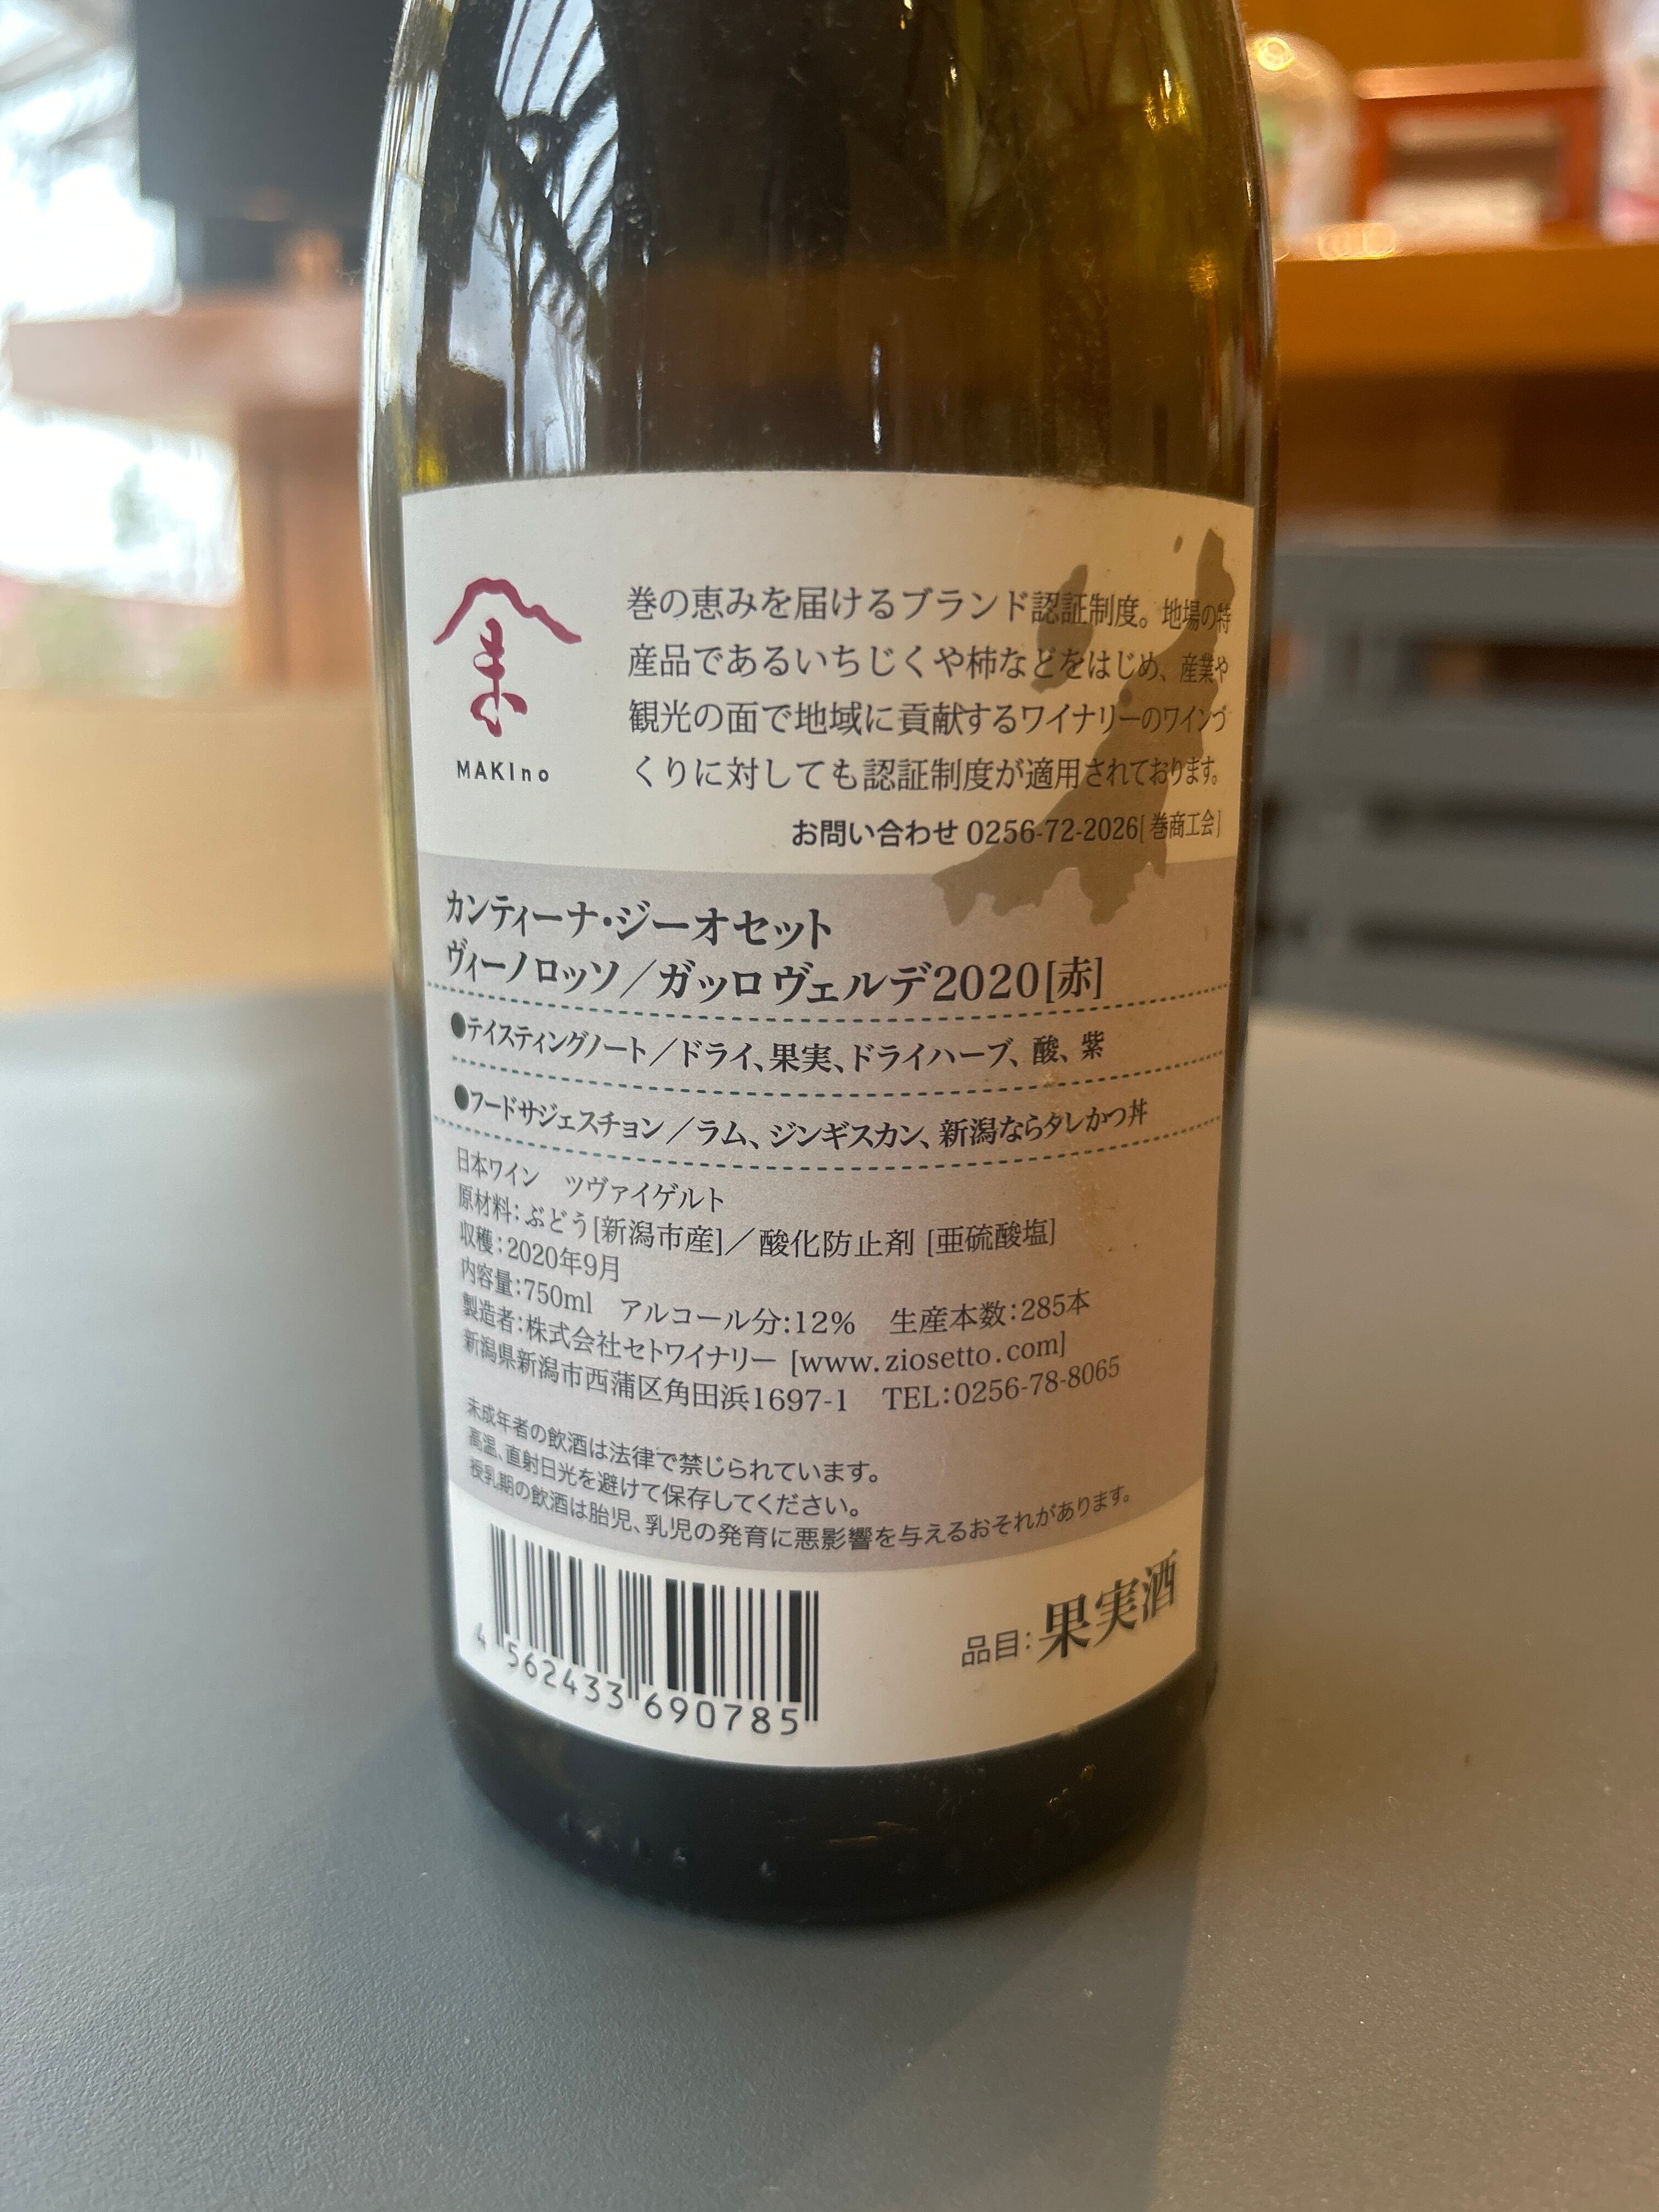 まき
MAKIno
巻の恵みを届けるブランド認証制度。地場の特
産品であるいちじくや柿などをはじめ、産業や
観光の面で地域に貢献するワイナリーのワインづ
くりに対しても認証制度が適用されております。
お問い合わせ 0256-72-2026[巻商工会]
カンティーナ・ジーオセット
ヴィーノロッソ／ガッロヴェルデ2020[赤]
●テイスティングノート／ドライ、果実、ドライハーブ、酸、紫
●フードサジェスチョン／ラム、ジンギスカン、新潟ならタレかつ丼
日本ワイン　ツヴァイゲルト
原材料：ぶどう[新潟市産]／酸化防止剤 [亜硫酸塩]
収穫：2020年9月
内容量：750ml　アルコール分：12%　生産本数：285本
製造者：株式会社セトワイナリー [www.ziosetto.com]
新潟県新潟市西蒲区角田浜1697-1　TEL：0256-78-8065
未成年者の飲酒は法律で禁じられています。
高温、直射日光を避けて保存してください。
授乳期の飲酒は胎児、乳児の発育に悪影響を与えるおそれがあります。
4 562433 690785
品目：果実酒